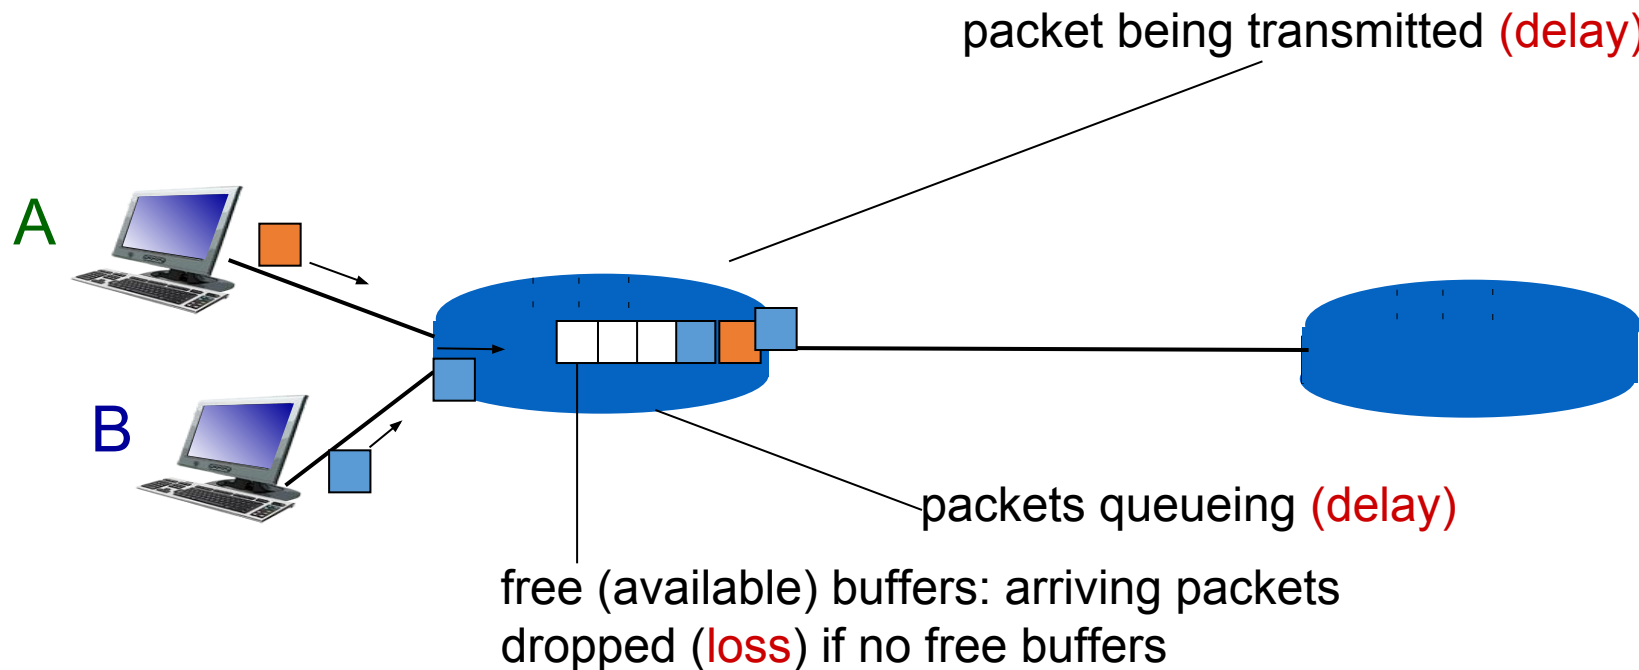 packet being transmitted (delay)
A
B
packets queueing (delay)
free (available) buffers: arriving packets
dropped (loss) if no free buffers